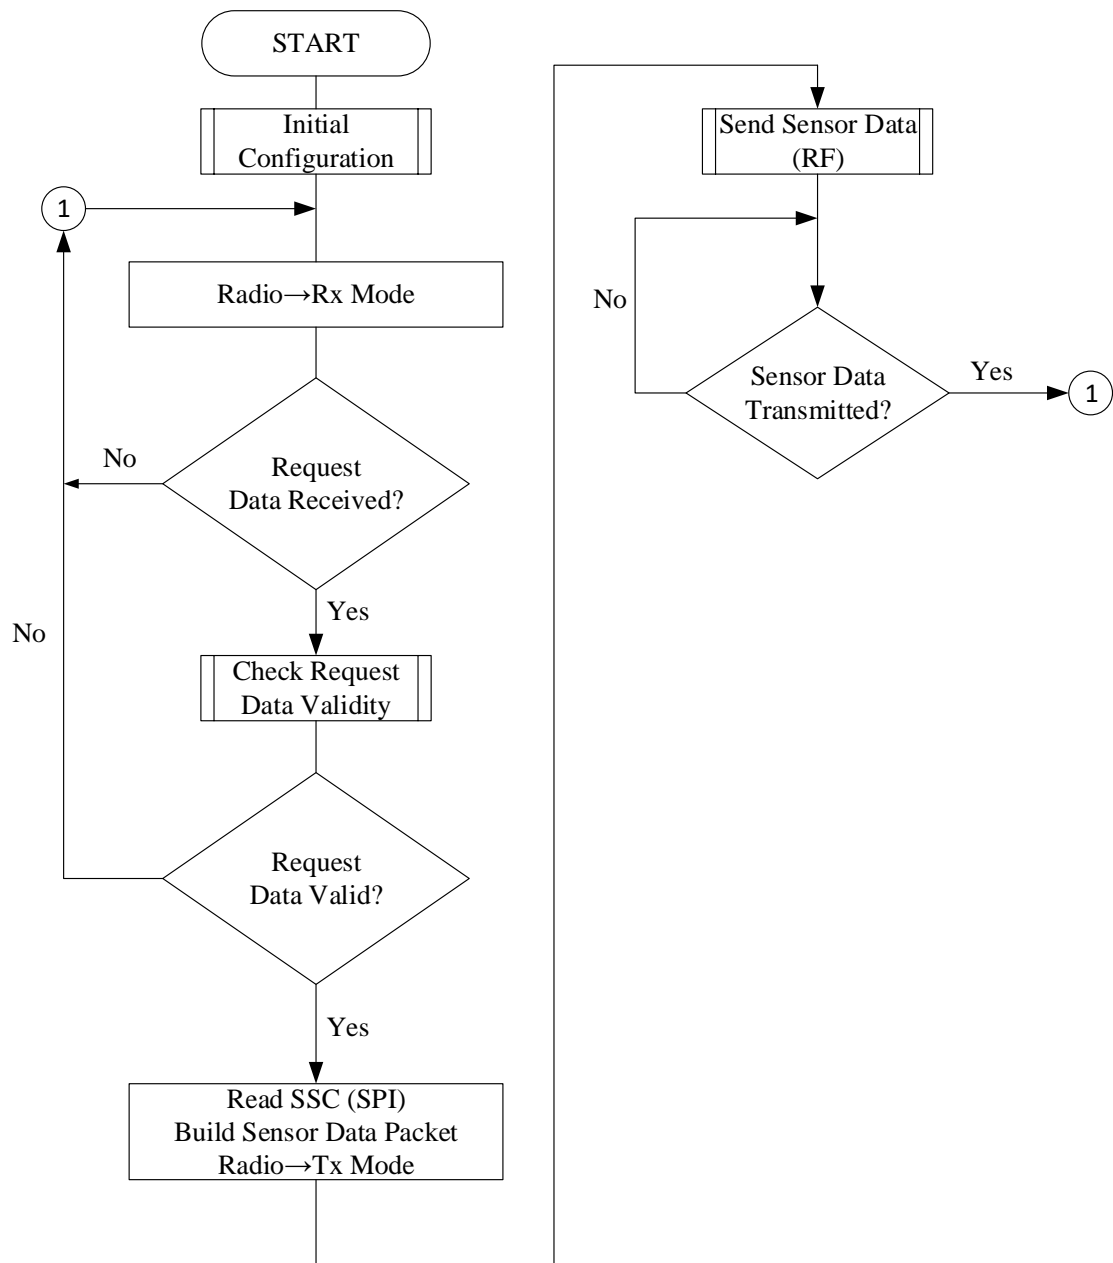 START
Initial
Configuration
1
Radio→Rx Mode
No
Request
Data Received?
Yes
No
Check Request
Data Validity
Request
Data Valid?
Yes
Read SSC (SPI)
Build Sensor Data Packet
Radio→Tx Mode
Send Sensor Data
(RF)
No
Sensor Data
Transmitted?
Yes
1